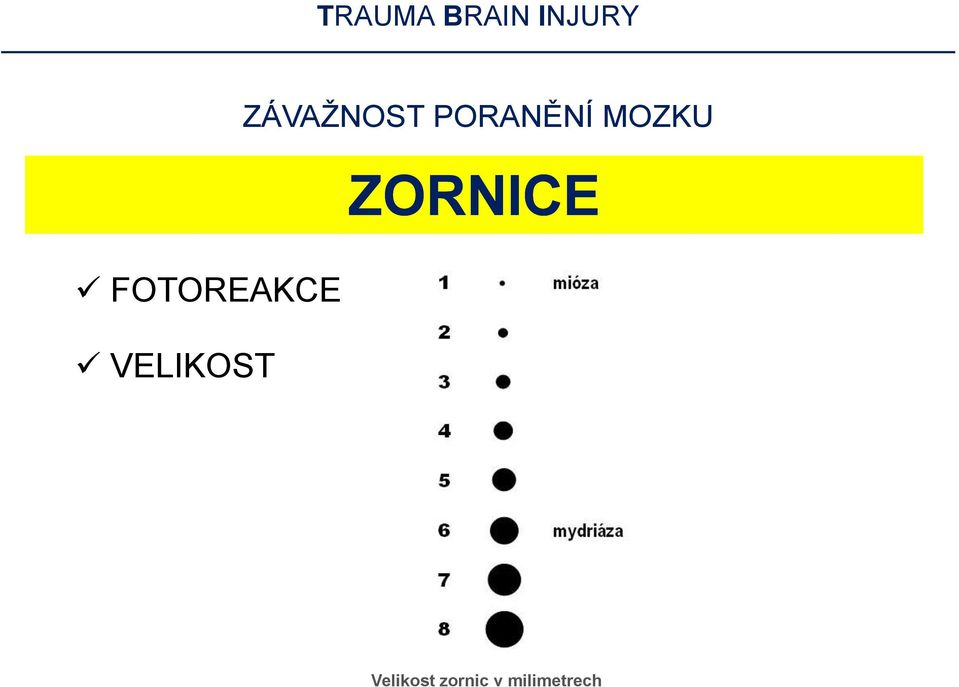 TRAUMA BRAIN INJURY
ZÁVAŽNOST PORANĚNÍ MOZKU
ZORNICE
✓ FOTOREAKCE
✓ VELIKOST
1 mióza
2
3
4
5
6 mydriáza
7
8
Velikost zornic v milimetrech